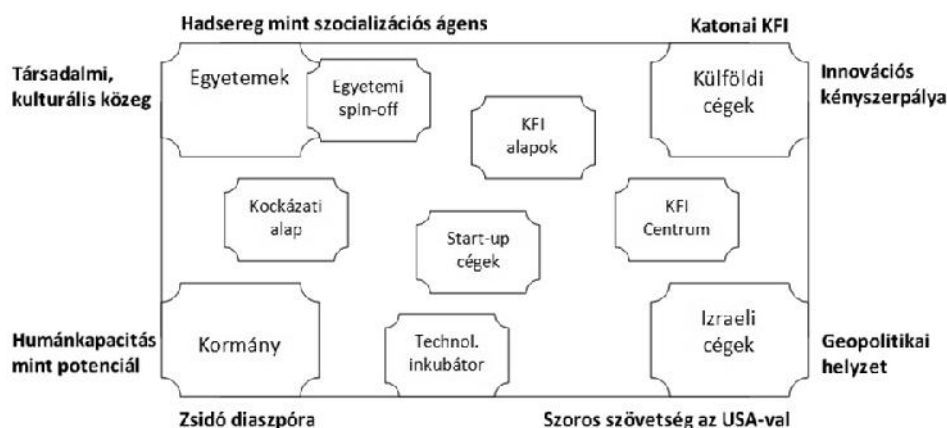 Hadsereg mint szocializációs ágens
Katonai KFI
Társadalmi,
kulturális közeg
Egyetemek
Egyetemi
spin-off
KFI
alapok
Külföldi
cégek
Innovációs
kényszerpálya
Kockázati
alap
Start-up
cégek
KFI
Centrum
Humánkapacitás
mint potenciál
Kormány
Technol.
inkubátor
Izraeli
cégek
Geopolitikai
helyzet
Zsidó diaszpóra
Szoros szövetség az USA-val